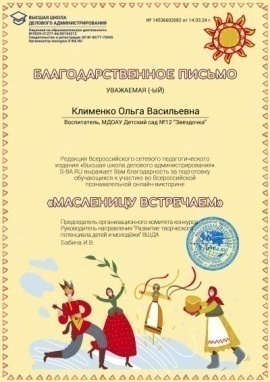 ВЫСШАЯ ШКОЛА
ДЕЛОВОГО АДМИНИСТРИРОВАНИЯ
№ 14536602682 от 14.03.24 г.
БЛАГОДАРСТВЕННОЕ ПИСЬМО
УВАЖАЕМАЯ (-ЫЙ)
Клименко Ольга Васильевна
Воспитатель, МДОАУ Детский сад №12 "Звездочка"
Редакция Всероссийского сетевого педагогического
издания «Высшая школа делового администрирования»
S-BA.RU выражает Вам благодарность за подготовку
обучающихся к участию во Всероссийской
познавательной онлайн-викторине
«МАСЛЕНИЦУ ВСТРЕЧАЕМ»
Председатель организационного комитета конкурса
Руководитель направления "Развитие творческого
потенциала детей и молодёжи" ВШДА
Бабина И.В.